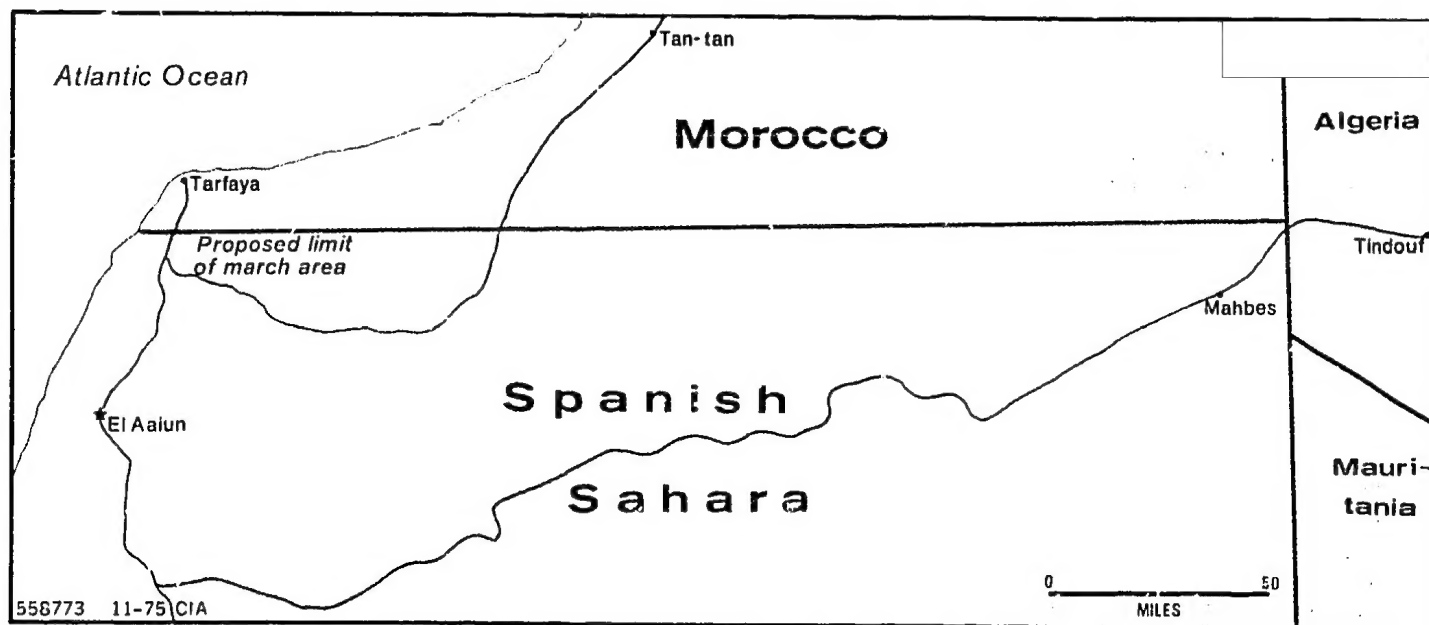 Tan-tan
Atlantic Ocean
Morocco
Algeria
Tarfaya
Proposed limit
of march area
Tindouf
Mahbes
Spanish
El Aaiun
Sahara
Mauri-
tania
0 50
MILES
558773 11-75 CIA